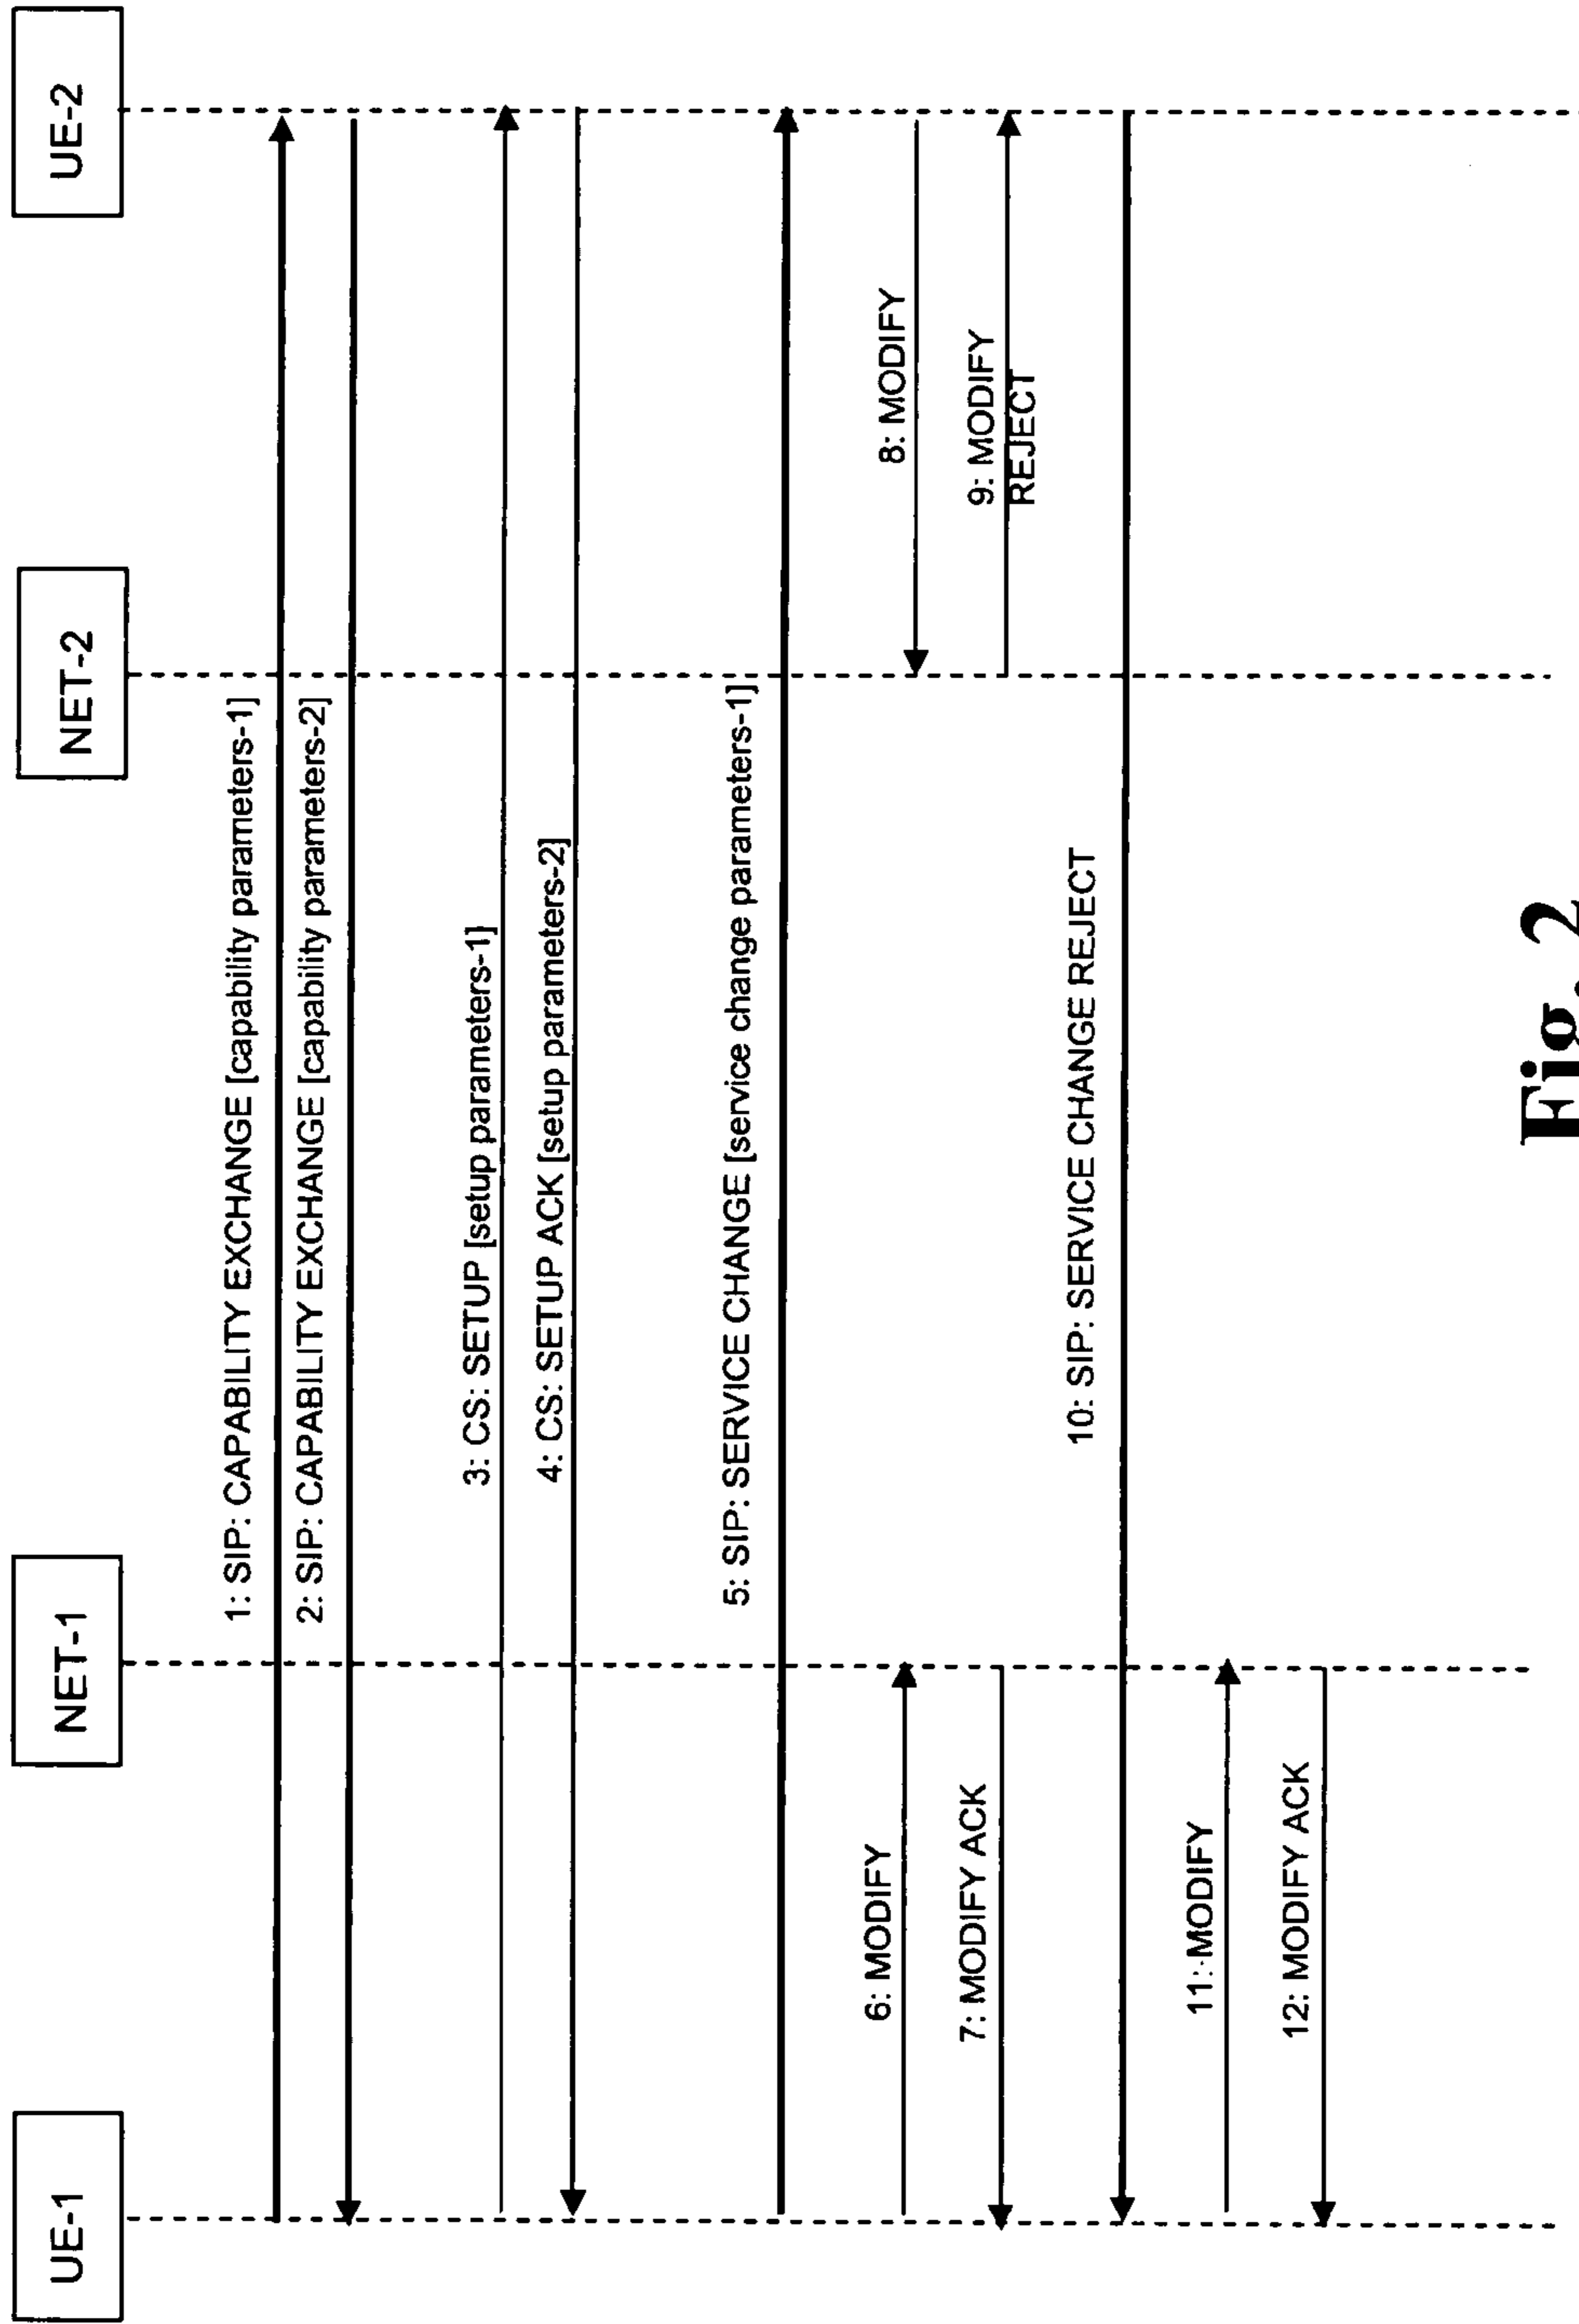 UE-1
NET-1
NET-2
UE-2
1: SIP: CAPABILITY EXCHANGE [capability parameters-1]
2: SIP: CAPABILITY EXCHANGE [capability parameters-2]
3: CS: SETUP [setup parameters-1]
4: CS: SETUP ACK [setup parameters-2]
5: SIP: SERVICE CHANGE [service change parameters-1]
6: MODIFY
8: MODIFY
7: MODIFY ACK
9: MODIFY
REJECT
10: SIP: SERVICE CHANGE REJECT
11: MODIFY
12: MODIFY ACK
Fig. 2